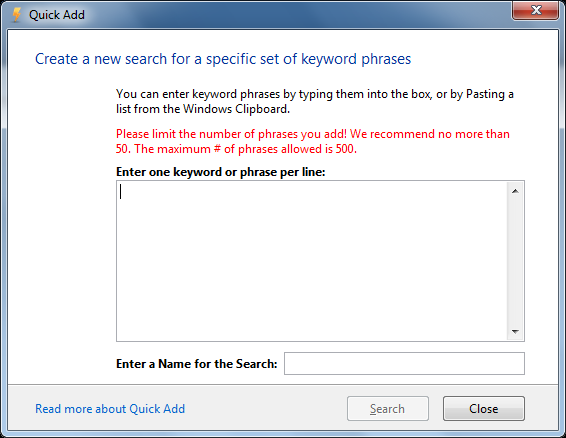 Quick Add
Create a new search for a specific set of keyword phrases
You can enter keyword phrases by typing them into the box, or by Pasting a
list from the Windows Clipboard.
Please limit the number of phrases you add! We recommend no more than
50. The maximum # of phrases allowed is 500.
Enter one keyword or phrase per line:
Enter a Name for the Search:
Read more about Quick Add
Search
Close